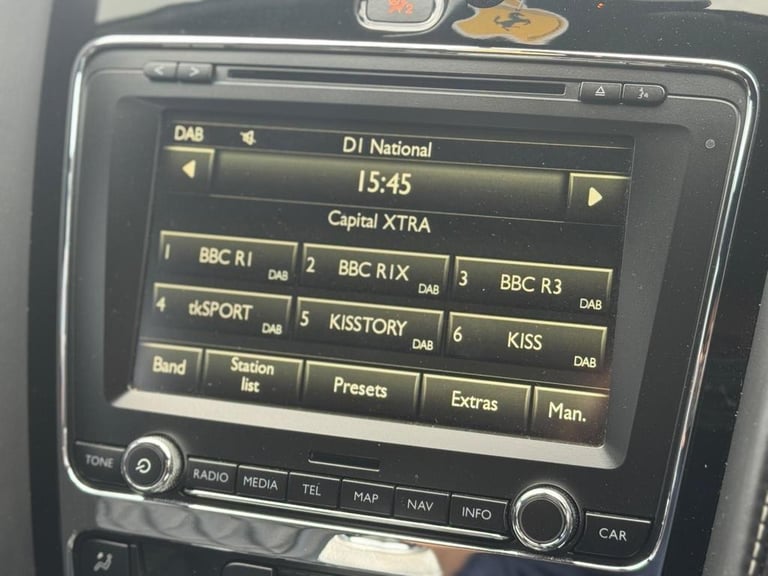 DAB D1 National
15:45
Capital XTRA
1 BBC R1 DAB 2 BBC R1X DAB 3 BBC R3 DAB
4 tkSPORT DAB 5 KISSTORY DAB 6 KISS DAB
Band Station list Presets Extras Man.
TONE RADIO MEDIA TEL MAP NAV INFO CAR